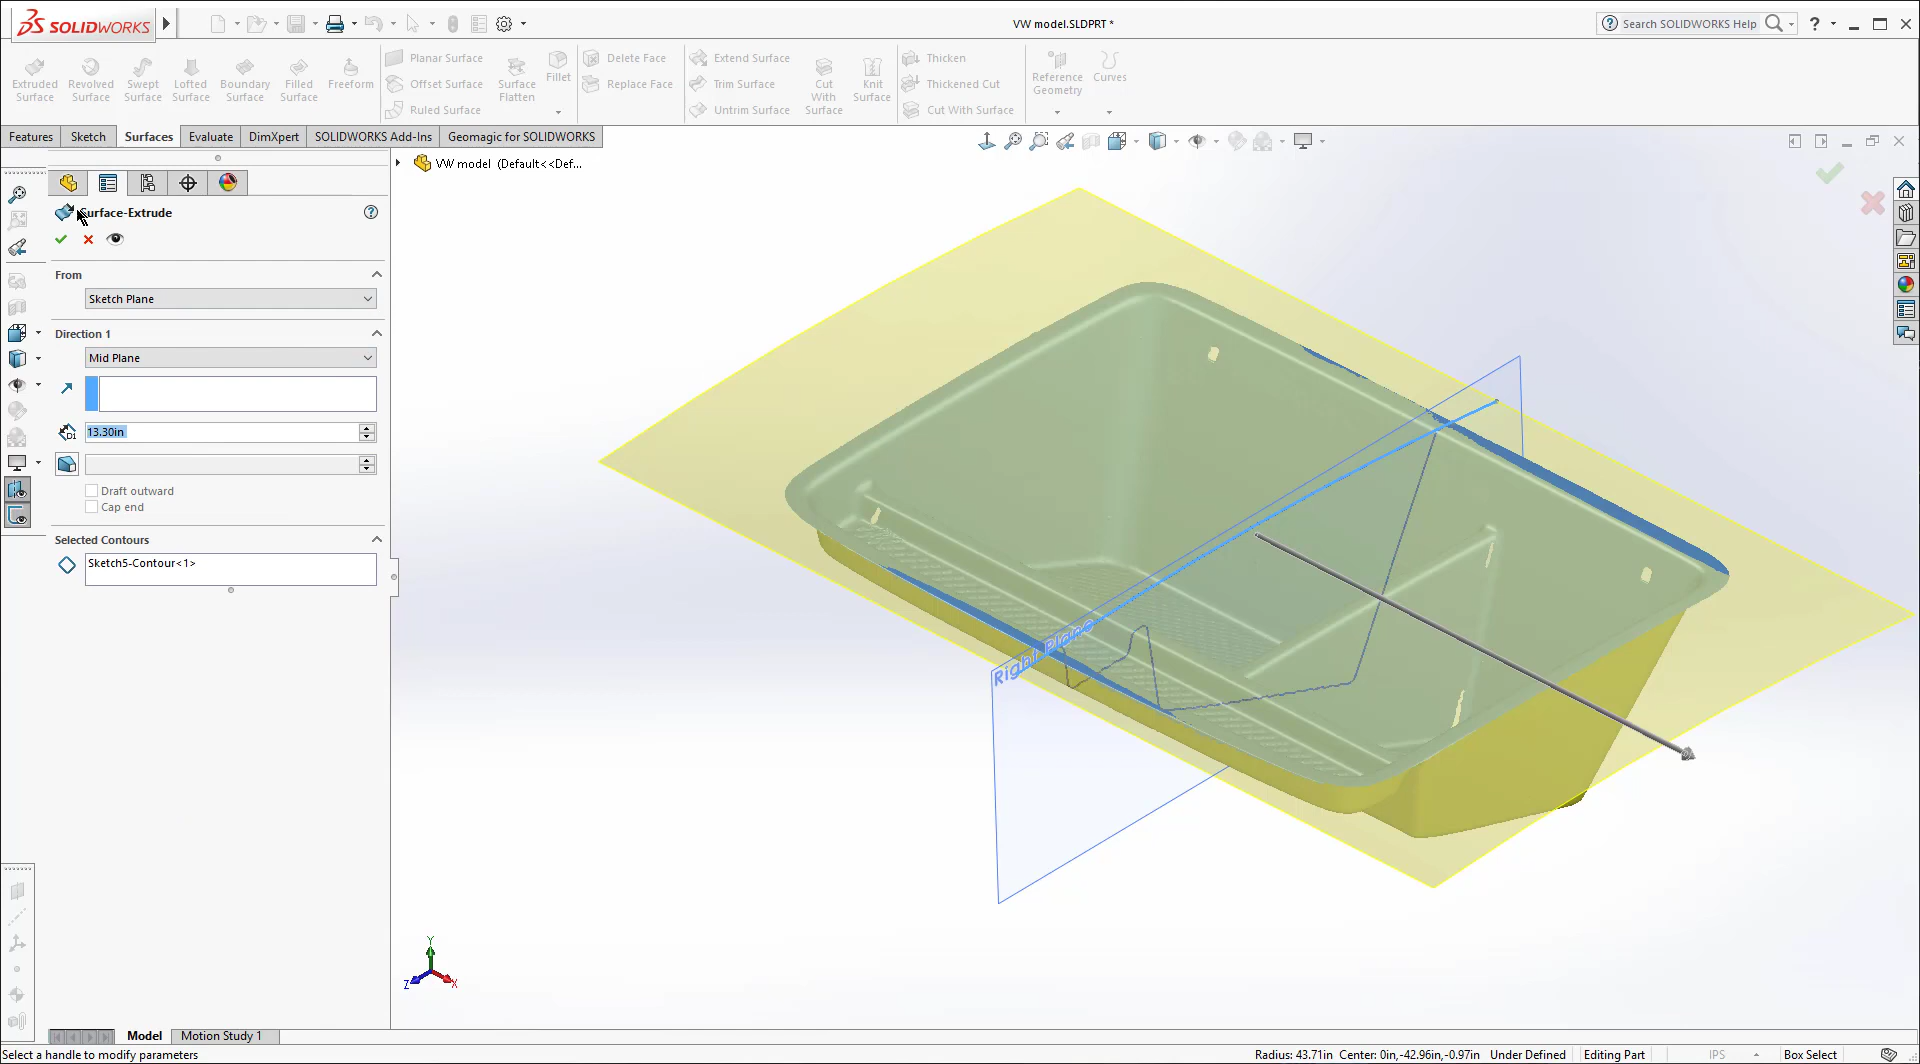 SOLIDWORKS
VW model.SLDPRT *
Search SOLIDWORKS Help
?
Extruded Surface
Revolved Surface
Swept Surface
Lofted Surface
Boundary Surface
Filled Surface
Freeform
Planar Surface
Offset Surface
Ruled Surface
Surface Flatten
Fillet
Delete Face
Replace Face
Extend Surface
Trim Surface
Untrim Surface
Cut With Surface
Knit Surface
Thicken
Thickened Cut
Cut With Surface
Reference Geometry
Curves
Features
Sketch
Surfaces
Evaluate
DimXpert
SOLIDWORKS Add-Ins
Geomagic for SOLIDWORKS
VW model (Default<<Def...
Surface-Extrude
From
Sketch Plane
Direction 1
Mid Plane
13.30in
Draft outward
Cap end
Selected Contours
Sketch5-Contour<1>
Right Plane
Y
Z
X
Model
Motion Study 1
Select a handle to modify parameters
Radius: 43.71in Center: 0in,-42.96in,-0.97in
Under Defined
Editing Part
IPS
Box Select